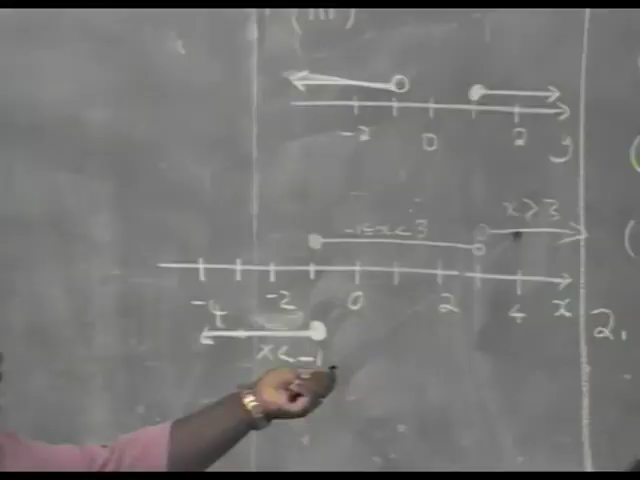 (iii)
-2 0 2 y
x > 3
-1≤x<3
-4 -2 0 2 4 x
2.
x < -1